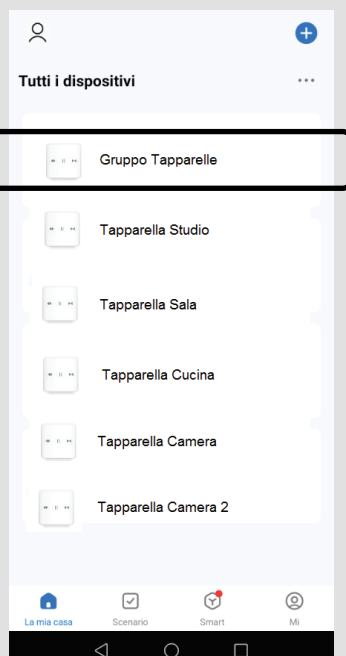 Tutti i dispositivi
Gruppo Tapparelle
Tapparella Studio
Tapparella Sala
Tapparella Cucina
Tapparella Camera
Tapparella Camera 2
La mia casa Scenario Smart Mi